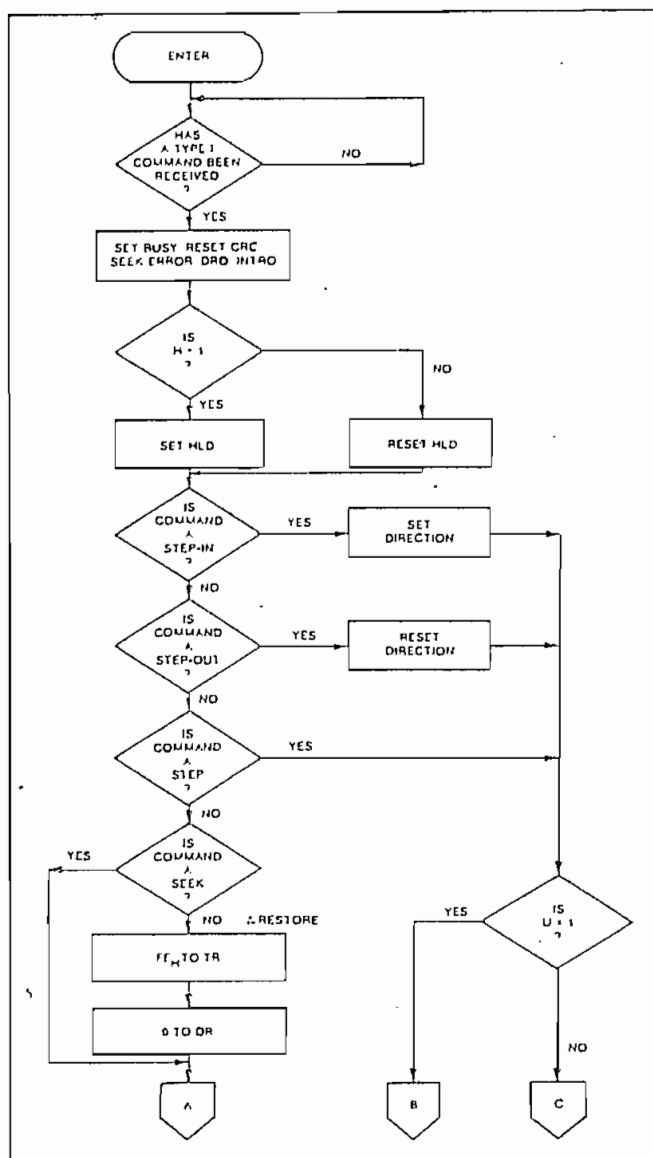 ENTER
HAS
A TYPE I
COMMAND BEEN
RECEIVED
?
NO
YES
SET BUSY RESET CRC
SEEK ERROR DRQ INTRQ
IS
H = 1
?
NO
YES
SET HLD
RESET HLD
IS
COMMAND
A
STEP-IN
?
YES
SET
DIRECTION
NO
IS
COMMAND
A
STEP-OUT
?
YES
RESET
DIRECTION
NO
IS
COMMAND
A
STEP
?
YES
NO
IS
COMMAND
A
SEEK
?
YES
NO
RESTORE
IS
U = 1
?
YES
NO
FFH TO TR
0 TO DR
A
B
C